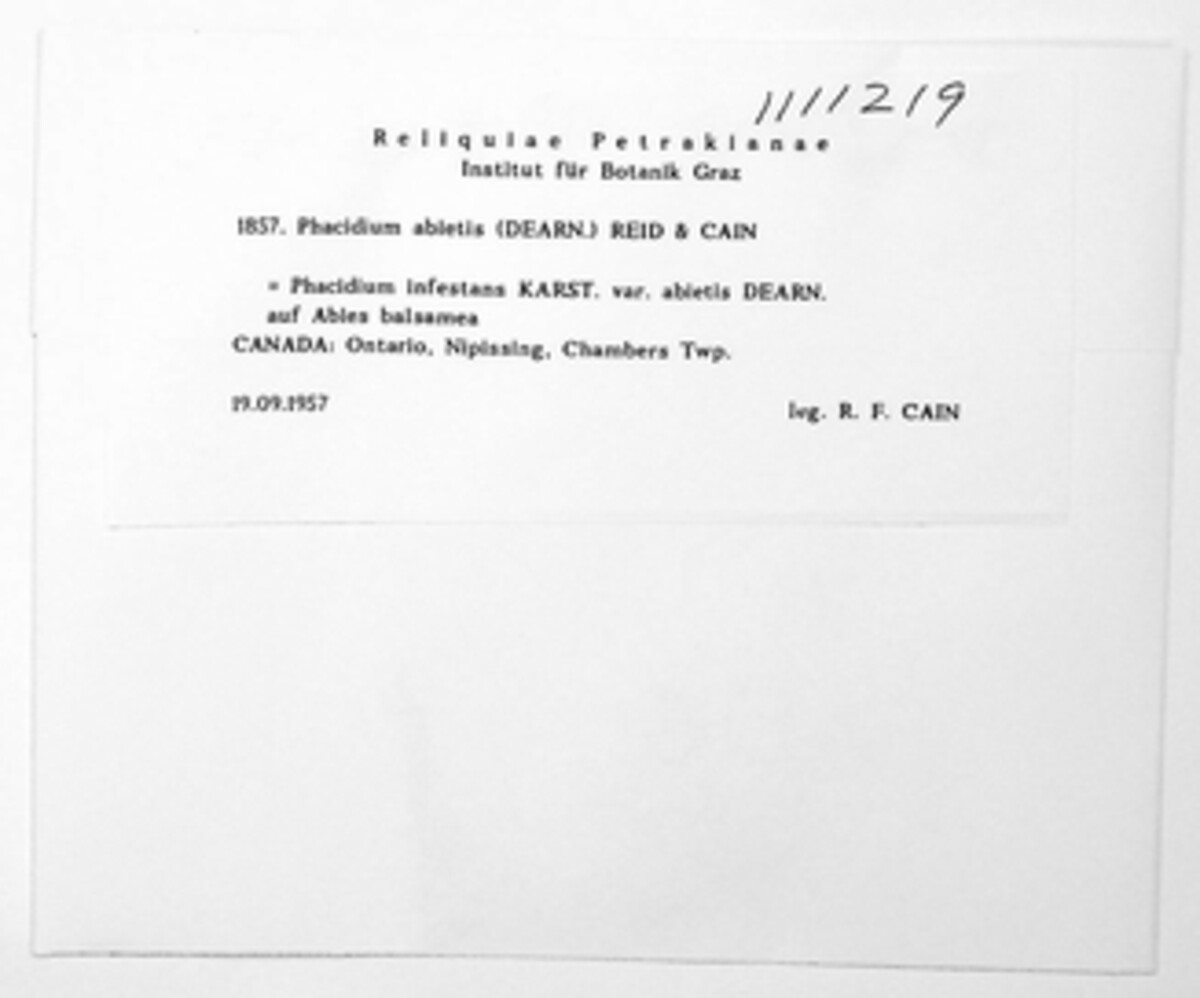 1111219
Reliquiae Petrakianae
Institut für Botanik Graz
1857. Phacidium abietis (DEARN.) REID & CAIN
= Phacidium infestans KARST. var. abietis DEARN.
auf Abies balsamea
CANADA: Ontario, Nipissing, Chambers Twp.
19.09.1957 leg. R. F. CAIN